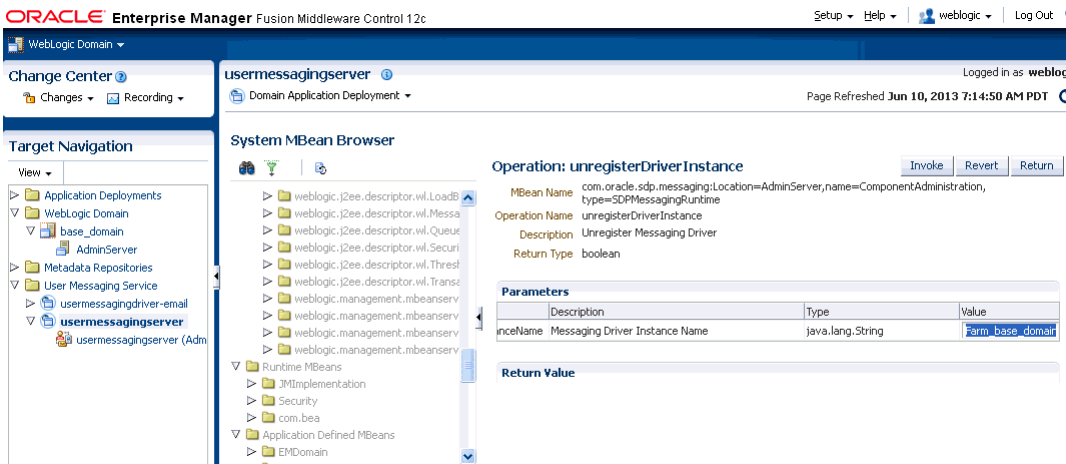 ORACLE Enterprise Manager Fusion Middleware Control 12c
Setup Help weblogic Log Out
WebLogic Domain
Change Center
Changes Recording
Target Navigation
View
Application Deployments
WebLogic Domain
base_domain
AdminServer
Metadata Repositories
User Messaging Service
usermessagingdriver-email
usermessagingserver
usermessagingserver (Adm
usermessagingserver
Logged in as weblog
Domain Application Deployment
Page Refreshed Jun 10, 2013 7:14:50 AM PDT
System MBean Browser
weblogic.j2ee.descriptor.wl.LoadB
weblogic.j2ee.descriptor.wl.Messa
weblogic.j2ee.descriptor.wl.Queue
weblogic.j2ee.descriptor.wl.Securi
weblogic.j2ee.descriptor.wl.Thresh
weblogic.j2ee.descriptor.wl.Transa
weblogic.management.mbeanserv
weblogic.management.mbeanserv
weblogic.management.mbeanserv
weblogic.management.mbeanserv
Runtime MBeans
JMImplementation
Security
com.bea
Application Defined MBeans
EMDomain
Operation: unregisterDriverInstance
Invoke Revert Return
MBean Name com.oracle.sdp.messaging:Location=AdminServer,name=ComponentAdministration,
type=SDPMessagingRuntime
Operation Name unregisterDriverInstance
Description Unregister Messaging Driver
Return Type boolean
Parameters
Description Type Value
nceName Messaging Driver Instance Name java.lang.String Farm_base_domain
Return Value